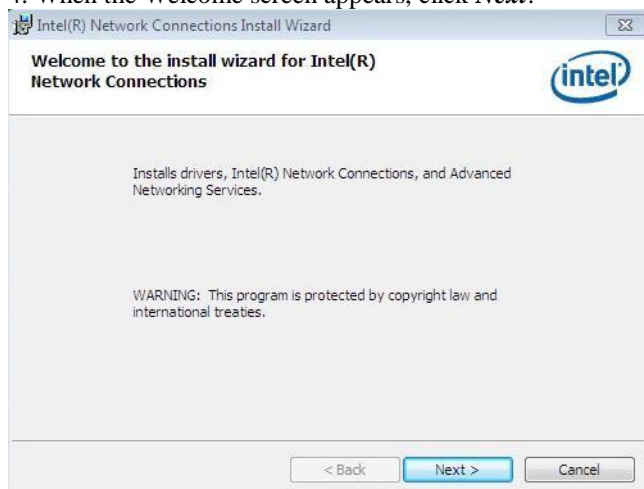 4. When the Welcome screen appears, click Next.
Intel(R) Network Connections Install Wizard
Welcome to the install wizard for Intel(R)
Network Connections
intel
Installs drivers, Intel(R) Network Connections, and Advanced
Networking Services.
WARNING: This program is protected by copyright law and
international treaties.
< Back
Next >
Cancel